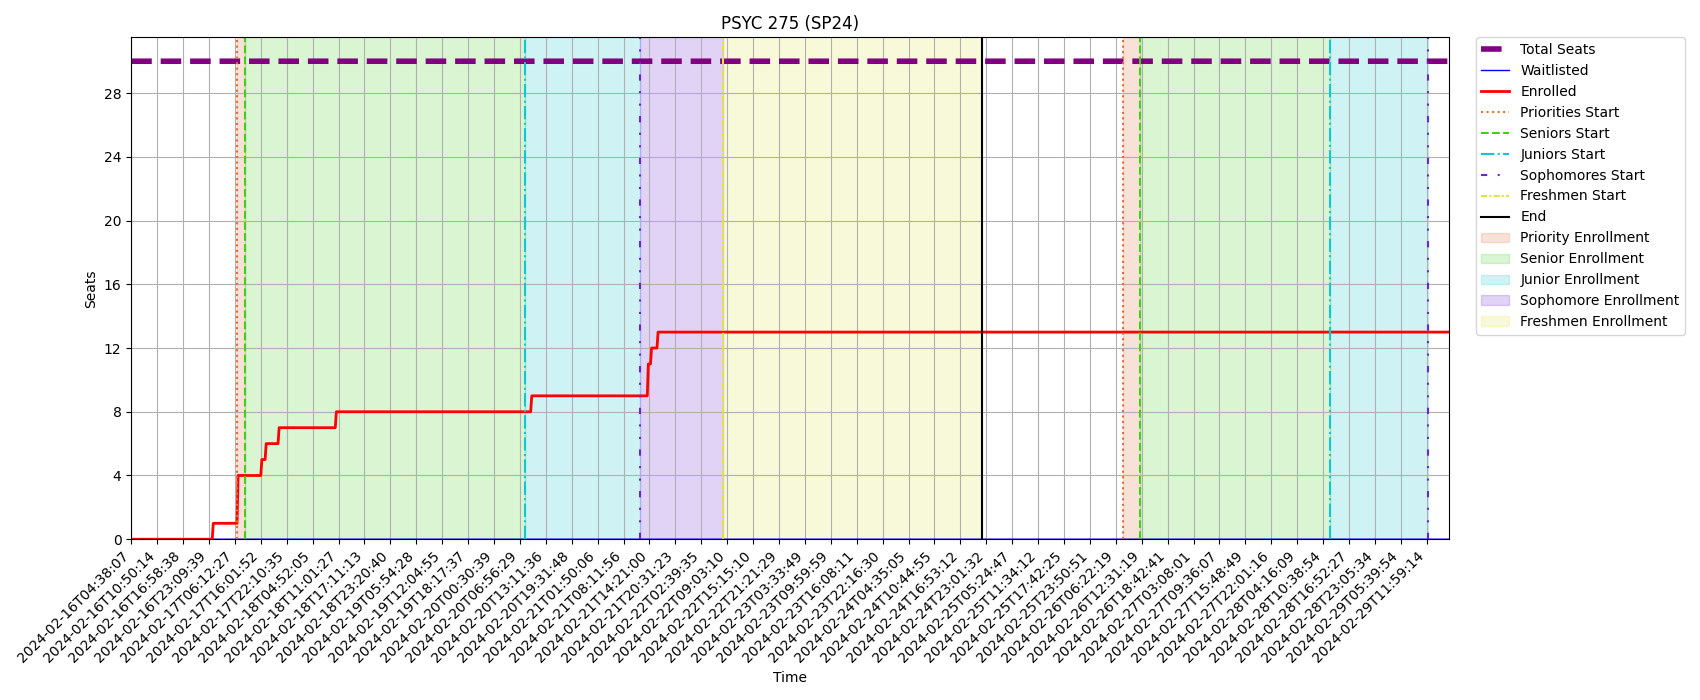 PSYC 275 (SP24)
Total Seats
Waitlisted
Enrolled
Priorities Start
Seniors Start
Juniors Start
Sophomores Start
Freshmen Start
End
Priority Enrollment
Senior Enrollment
Junior Enrollment
Sophomore Enrollment
Freshmen Enrollment
Seats
28
24
20
16
12
8
4
0
2024-02-16T04:38:07
2024-02-16T10:50:14
2024-02-16T16:58:38
2024-02-16T23:09:39
2024-02-17T06:12:27
2024-02-17T16:01:52
2024-02-17T22:10:35
2024-02-18T04:52:05
2024-02-18T11:01:27
2024-02-18T17:11:13
2024-02-18T23:20:40
2024-02-19T05:54:28
2024-02-19T12:04:55
2024-02-19T18:17:37
2024-02-20T00:30:39
2024-02-20T06:56:29
2024-02-20T13:11:36
2024-02-20T19:31:48
2024-02-21T01:50:06
2024-02-21T08:11:56
2024-02-21T14:21:00
2024-02-21T20:31:23
2024-02-22T02:39:35
2024-02-22T09:03:10
2024-02-22T15:15:10
2024-02-22T21:21:29
2024-02-23T03:33:49
2024-02-23T09:59:59
2024-02-23T16:08:11
2024-02-23T22:16:30
2024-02-24T04:35:05
2024-02-24T10:44:55
2024-02-24T16:53:12
2024-02-24T23:01:32
2024-02-25T05:24:47
2024-02-25T11:34:12
2024-02-25T17:42:25
2024-02-25T23:50:51
2024-02-26T06:22:19
2024-02-26T12:31:19
2024-02-26T18:42:41
2024-02-27T03:08:01
2024-02-27T09:36:07
2024-02-27T15:48:49
2024-02-27T22:01:16
2024-02-28T04:16:09
2024-02-28T10:38:54
2024-02-28T16:52:27
2024-02-28T23:05:34
2024-02-29T05:39:54
2024-02-29T11:59:14
Time